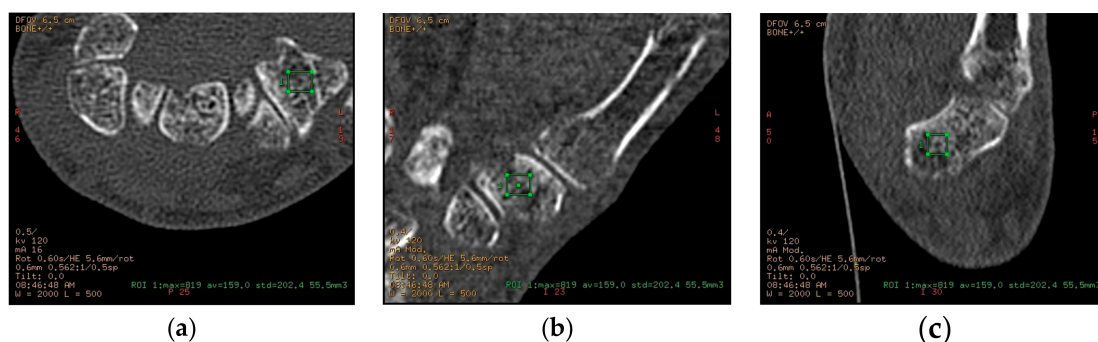 DFOV 6.5 cm
BONE+/+
1
L
0.5/
kv 120
mA 16
Rot 0.60s/HE 5.6mm/rot
0.6mm 0.562:1/0.5sp
Tilt: 0.0
08:46:48 AM
W = 2000 L = 500
P 25
ROI 1:max=819 av=159.0 std=202.4 55.5mm3
(a)
DFOV 6.5 cm
BONE+/+
L
48
0.4/
kv 120
mA Mod.
Rot 0.60s/HE 5.6mm/rot
0.6mm 0.562:1/0.5sp
Tilt: 0.0
08:46:48 AM
W = 2000 L = 500
I 23
ROI 1:max=819 av=159.0 std=202.4 55.5mm3
(b)
DFOV 6.5 cm
BONE+/+
A
50
P
15
1
0.4/
kv 120
mA Mod.
Rot 0.60s/HE 5.6mm/rot
0.6mm 0.562:1/0.5sp
Tilt: 0.0
08:46:48 AM
W = 2000 L = 500
I 30
ROI 1:max=819 av=159.0 std=202.4 55.5mm3
(c)